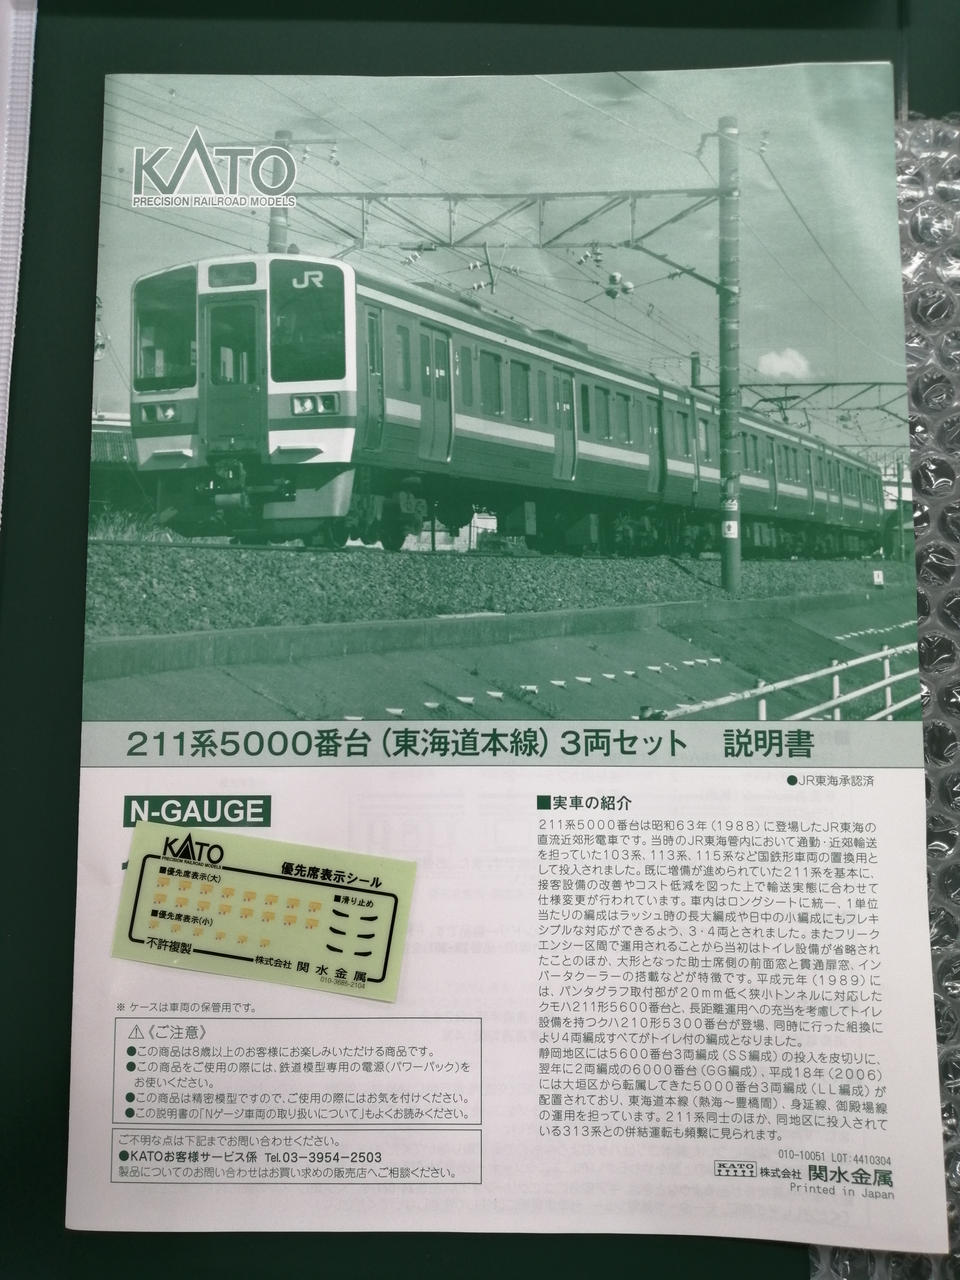 KATO
PRECISION RAILROAD MODELS
JR
211系5000番台(東海道本線)3両セット 説明書
●JR東海承認済
N-GAUGE
KATO
PRECISION RAILROAD MODELS
優先席表示シール
■優先席表示(大)
■滑り止め
■優先席表示(小)
不許複製
株式会社 関水金属
010-3686-2104
※ ケースは車両の保管用です。
⚠《ご注意》
●この商品は8歳以上のお客様にお楽しみいただける商品です。
●この商品をご使用の際には、鉄道模型専用の電源(パワーパック)を
お使いください。
●この商品は精密模型ですので、ご使用の際にはお気を付けください。
●この説明書の「Nゲージ車両の取り扱いについて」もよくお読みください。
ご不明な点は下記までお問い合わせください。
●KATOお客様サービス係 Tel.03-3954-2503
製品についてのお問い合わせはお買い求めの販売店へご相談ください。
■実車の紹介
211系5000番台は昭和63年(1988)に登場したJR東海の
直流近郊形電車です。当時のJR東海管内において通勤・近郊輸送
を担っていた103系、113系、115系など国鉄形車両の置換用と
して投入されました。既に増備が進められていた211系を基本に、
接客設備の改善やコスト低減を図った上で輸送実態に合わせて
仕様変更が行われています。車内はロングシートに統一、1単位
当たりの編成はラッシュ時の長大編成や日中の小編成にもフレキ
シブルな対応ができるよう、3・4両とされました。またフリーク
エンシー区間で運用されることから当初はトイレ設備が省略され
たことのほか、大形となった助士席側の前面窓と貫通扉窓、イン
バータクーラーの搭載などが特徴です。平成元年(1989)に
は、パンタグラフ取付部が20mm低く狭小トンネルに対応した
クモハ211形5600番台と、長距離運用への充当を考慮してトイレ
設備を持つクハ210形5300番台が登場、同時に行った組換に
より4両編成すべてがトイレ付の編成となりました。
静岡地区には5600番台3両編成(SS編成)の投入を皮切りに、
翌年に2両編成の6000番台(GG編成)、平成18年(2006)
には大垣区から転属してきた5000番台3両編成(LL編成)が
配置されており、東海道本線(熱海〜豊橋間)、身延線、御殿場線
の運用を担っています。211系同士のほか、同地区に投入されて
いる313系との併結運転も頻繁に見られます。
010-10051 LOT:4410304
KATO 株式会社 関水金属
Printed in Japan